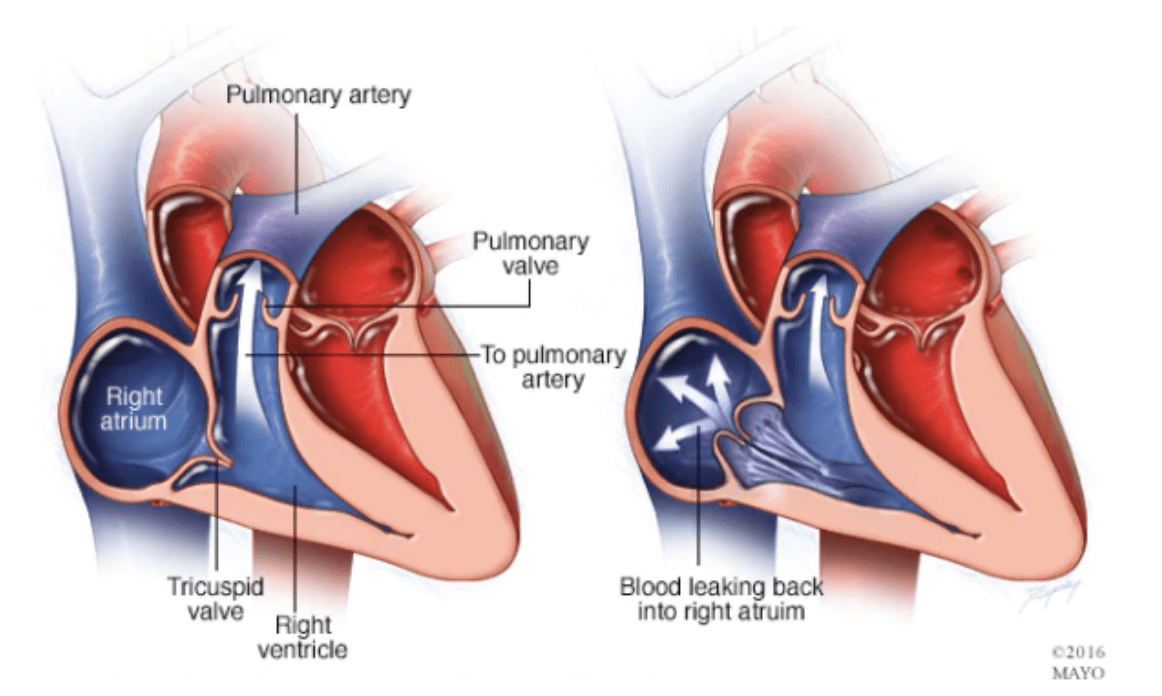 Pulmonary artery
Pulmonary
valve
To pulmonary
artery
Right
atrium
Tricuspid
valve
Right
ventricle
Blood leaking back
into right atruim
©2016
MAYO